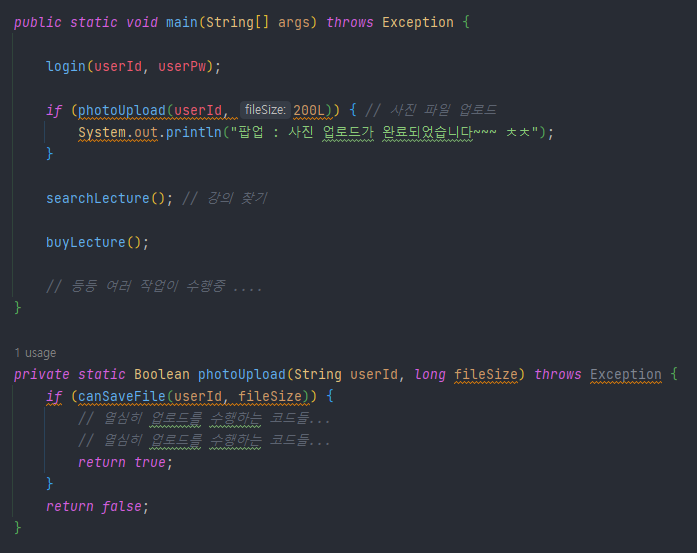 public static void main(String[] args) throws Exception {
login(userId, userPw);
if (photoUpload(userId, fileSize: 200L)) { // 사진 파일 업로드
System.out.println("팝업 : 사진 업로드가 완료되었습니다~~~ ㅊㅊ");
}
searchLecture(); // 강의 찾기
buyLecture();
// 등등 여러 작업이 수행중 ....
}
1 usage
private static Boolean photoUpload(String userId, long fileSize) throws Exception {
if (canSaveFile(userId, fileSize)) {
// 열심히 업로드를 수행하는 코드들...
// 열심히 업로드를 수행하는 코드들...
return true;
}
return false;
}